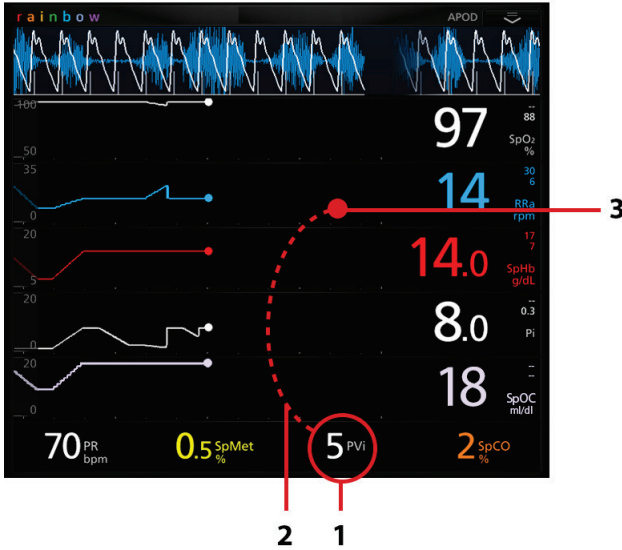 rainbow APOD
100
50
97 -- 88 SpO₂ %
35
0
14 30 6 RRa rpm
3
20
5
14.0 17 7 SpHb g/dL
20
0
8.0 -- 0.3 Pi
20
0
18 -- -- SpOC ml/dl
70 PR bpm 0.5 SpMet % 5 PVi 2 SpCO %
2 1